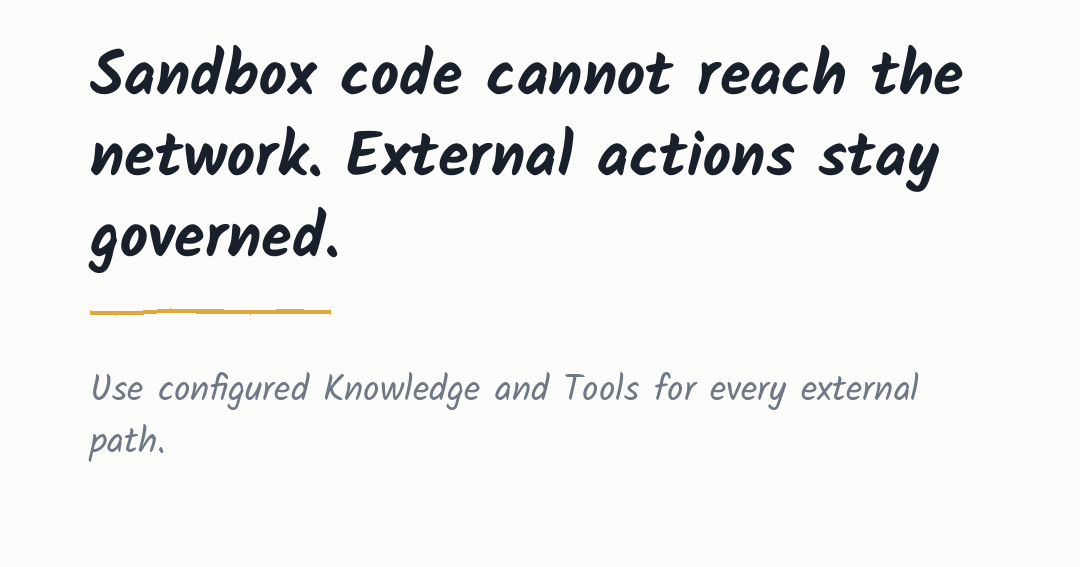 Sandbox code cannot reach the
network. External actions stay
governed.
Use configured Knowledge and Tools for every external
path.